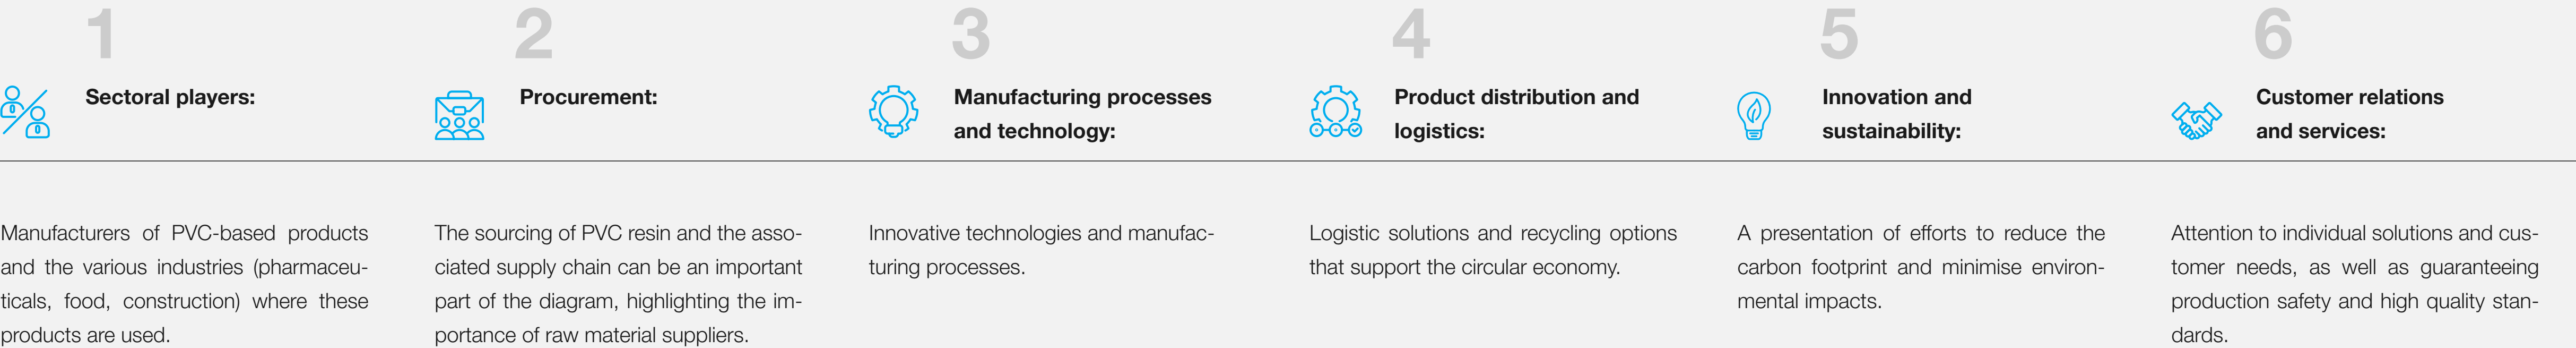 1
Sectoral players:
Manufacturers of PVC-based products
and the various industries (pharmaceu-
ticals, food, construction) where these
products are used.
2
Procurement:
The sourcing of PVC resin and the asso-
ciated supply chain can be an important
part of the diagram, highlighting the im-
portance of raw material suppliers.
3
Manufacturing processes
and technology:
Innovative technologies and manufac-
turing processes.
4
Product distribution and
logistics:
Logistic solutions and recycling options
that support the circular economy.
5
Innovation and
sustainability:
A presentation of efforts to reduce the
carbon footprint and minimise environ-
mental impacts.
6
Customer relations
and services:
Attention to individual solutions and cus-
tomer needs, as well as guaranteeing
production safety and high quality stan-
dards.